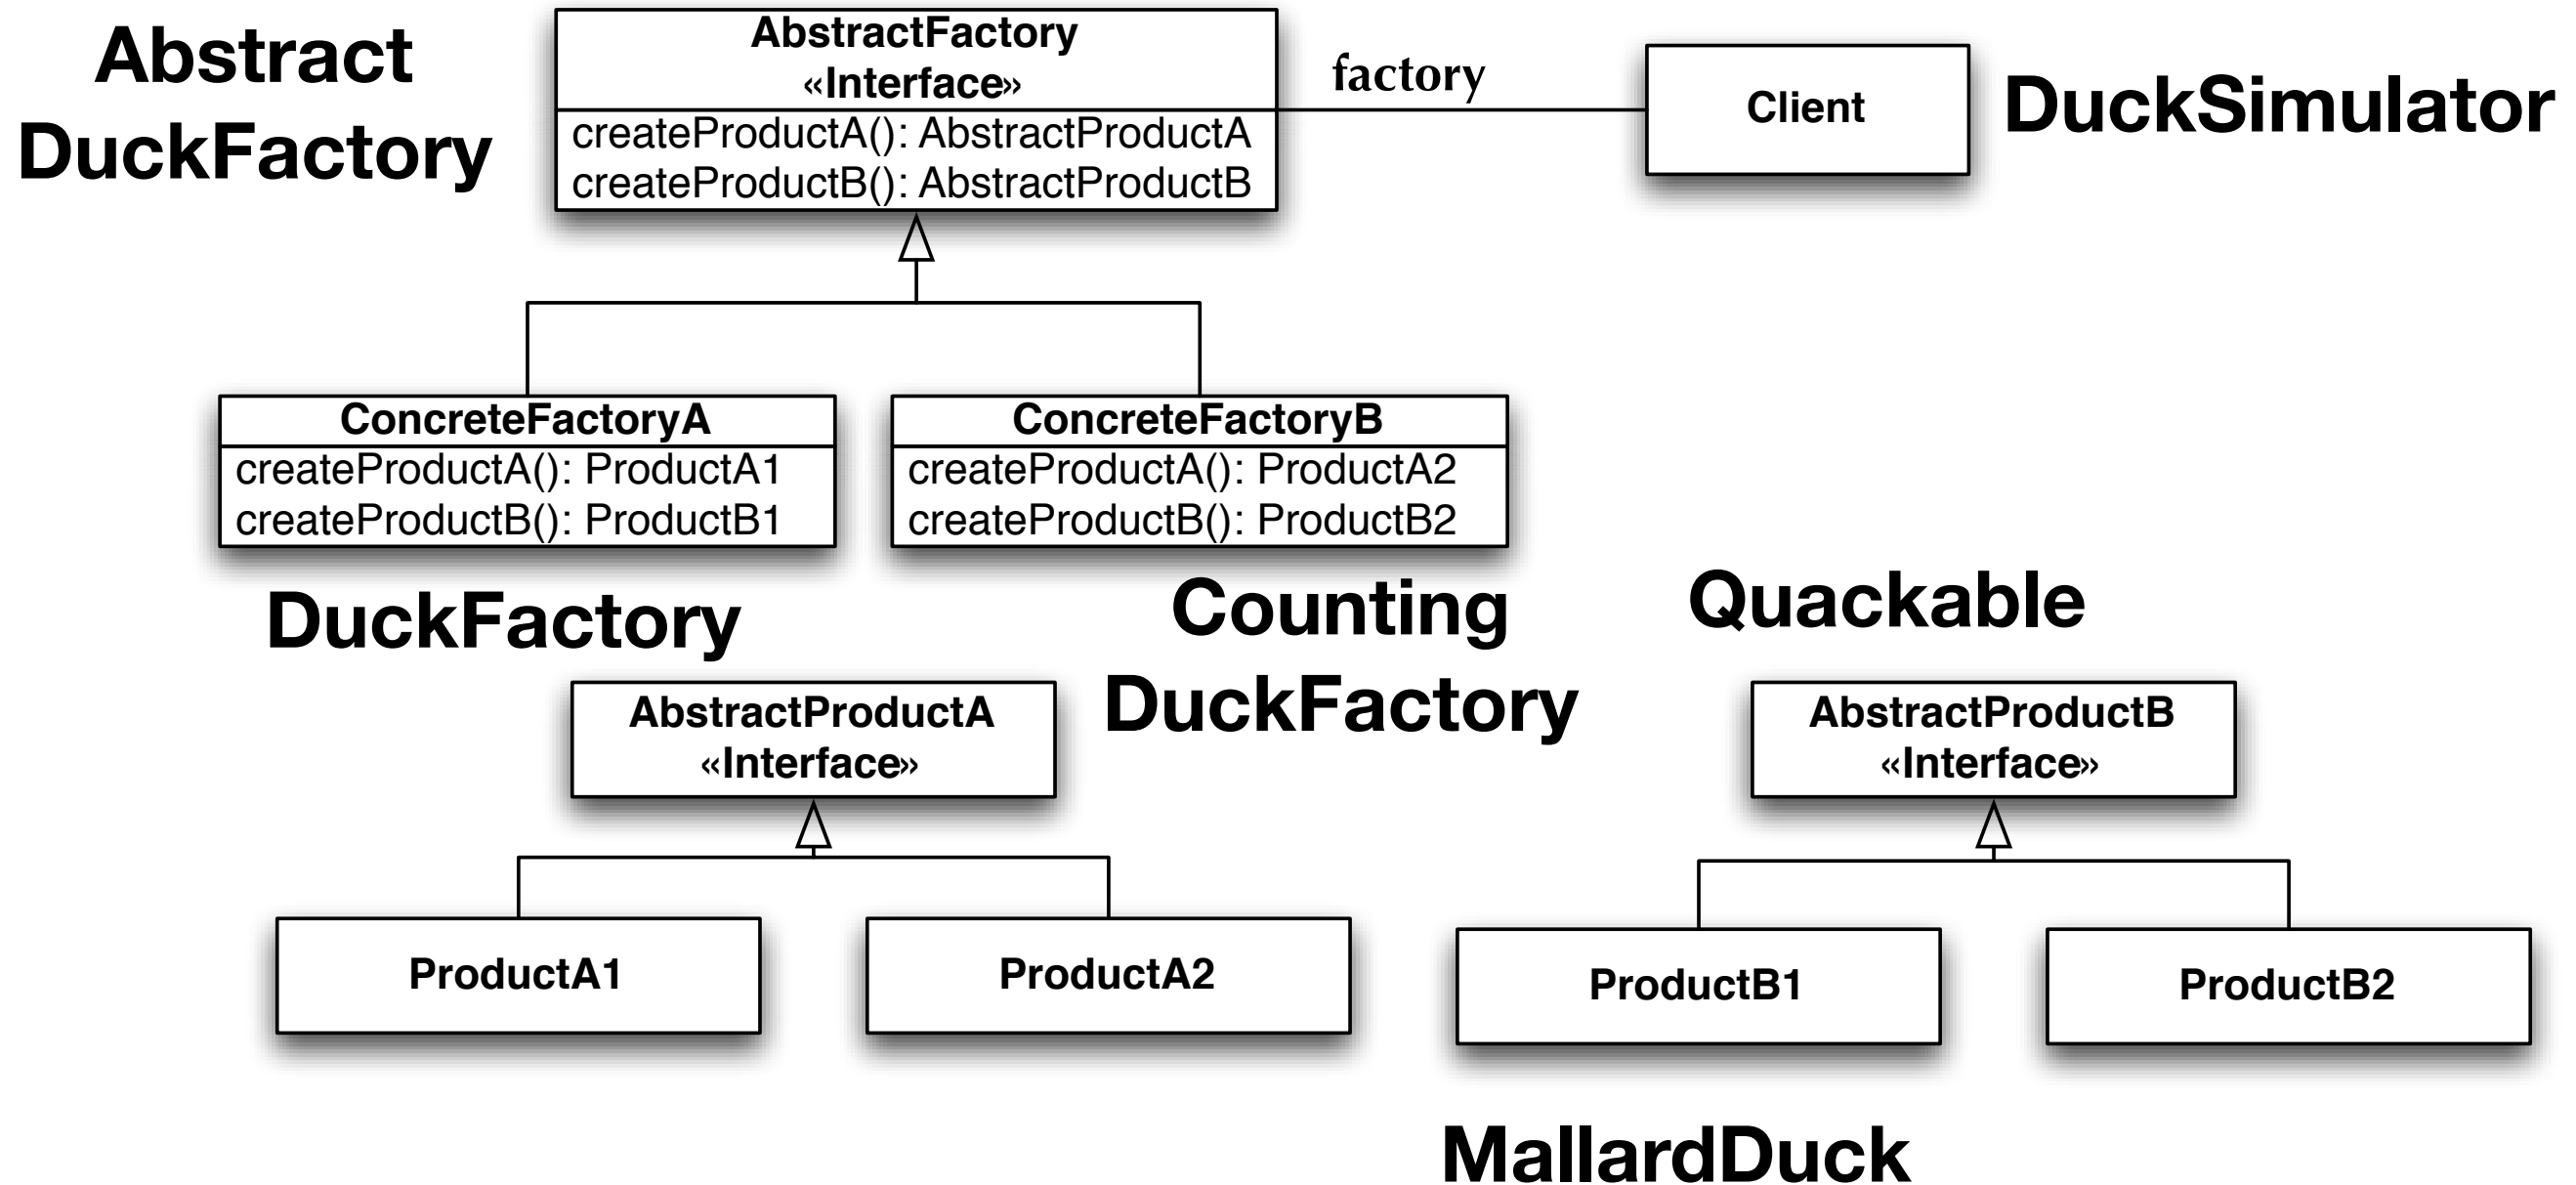 Abstract
DuckFactory
AbstractFactory
«Interface»
createProductA(): AbstractProductA
createProductB(): AbstractProductB
factory
Client
DuckSimulator
ConcreteFactoryA
createProductA(): ProductA1
createProductB(): ProductB1
ConcreteFactoryB
createProductA(): ProductA2
createProductB(): ProductB2
DuckFactory
Counting
DuckFactory
Quackable
AbstractProductA
«Interface»
AbstractProductB
«Interface»
ProductA1
ProductA2
ProductB1
ProductB2
MallardDuck